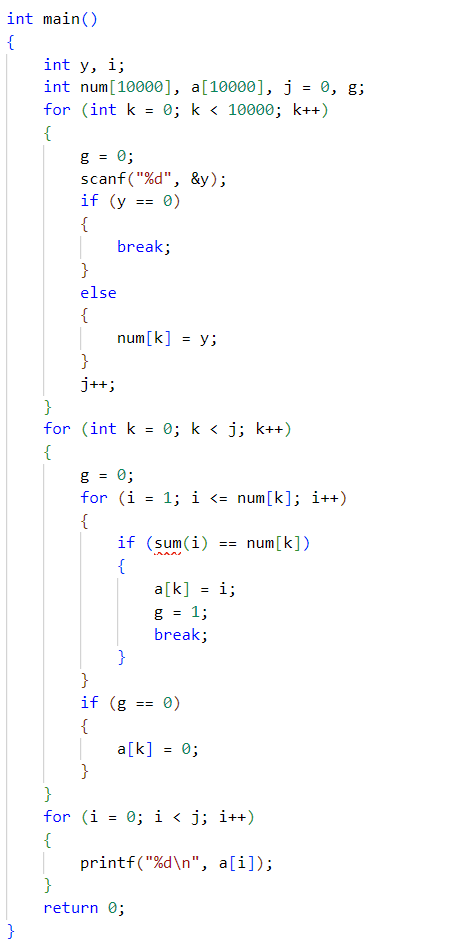 int main()
{
    int y, i;
    int num[10000], a[10000], j = 0, g;
    for (int k = 0; k < 10000; k++)
    {
        g = 0;
        scanf("%d", &y);
        if (y == 0)
        {
            break;
        }
        else
        {
            num[k] = y;
        }
        j++;
    }
    for (int k = 0; k < j; k++)
    {
        g = 0;
        for (i = 1; i <= num[k]; i++)
        {
            if (sum(i) == num[k])
            {
                a[k] = i;
                g = 1;
                break;
            }
        }
        if (g == 0)
        {
            a[k] = 0;
        }
    }
    for (i = 0; i < j; i++)
    {
        printf("%d\n", a[i]);
    }
    return 0;
}